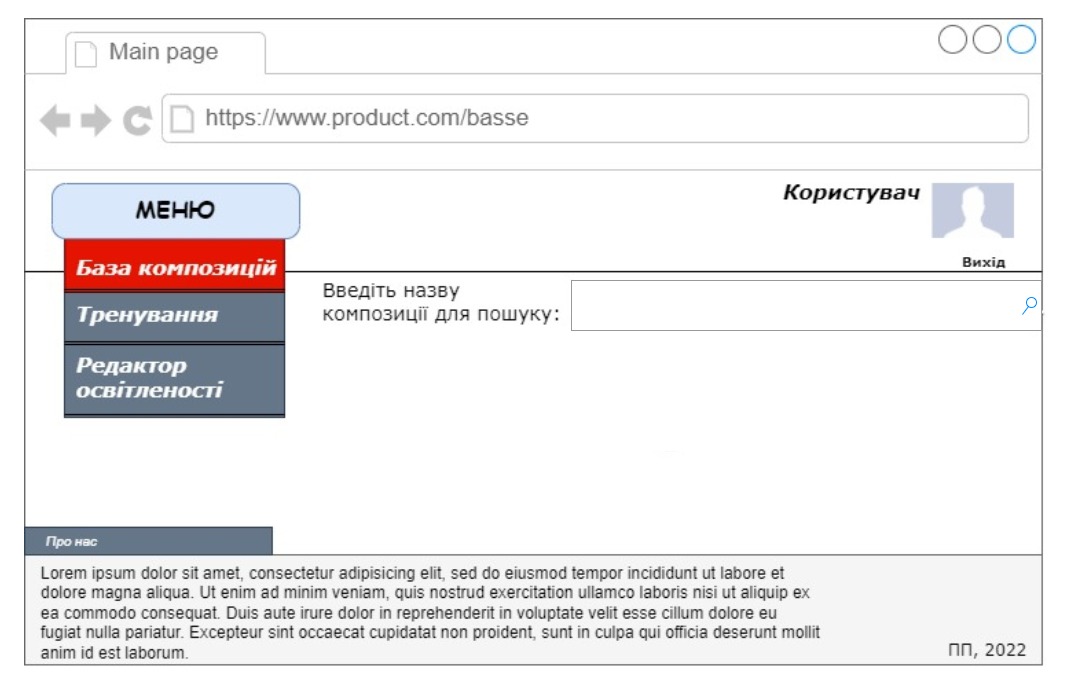 Main page
https://www.product.com/basse
МЕНЮ
Користувач
Вихід
База композицій
Тренування
Редактор
освітленості
Введіть назву
композиції для пошуку:
Про нас
Lorem ipsum dolor sit amet, consectetur adipisicing elit, sed do eiusmod tempor incididunt ut labore et
dolore magna aliqua. Ut enim ad minim veniam, quis nostrud exercitation ullamco laboris nisi ut aliquip ex
ea commodo consequat. Duis aute irure dolor in reprehenderit in voluptate velit esse cillum dolore eu
fugiat nulla pariatur. Excepteur sint occaecat cupidatat non proident, sunt in culpa qui officia deserunt mollit
anim id est laborum.
ПП, 2022